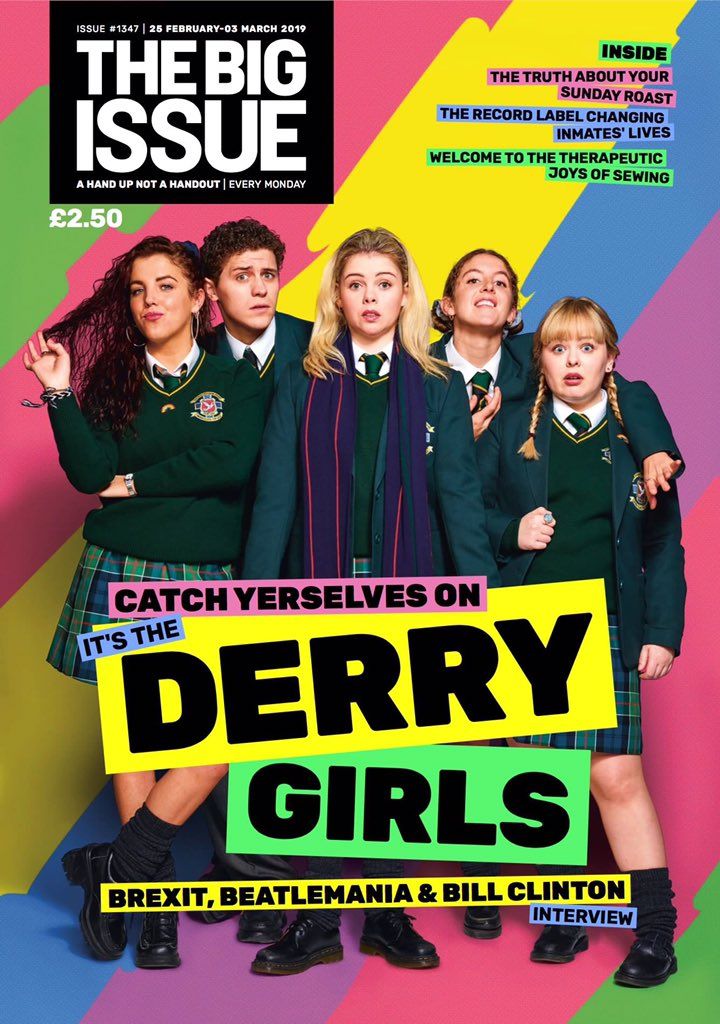 ISSUE #1347 | 25 FEBRUARY-03 MARCH 2019
THE BIG
ISSUE
A HAND UP NOT A HANDOUT | EVERY MONDAY
£2.50
INSIDE
THE TRUTH ABOUT YOUR
SUNDAY ROAST
THE RECORD LABEL CHANGING
INMATES' LIVES
WELCOME TO THE THERAPEUTIC
JOYS OF SEWING
CATCH YERSELVES ON
IT'S THE
DERRY
GIRLS
BREXIT, BEATLEMANIA & BILL CLINTON
INTERVIEW